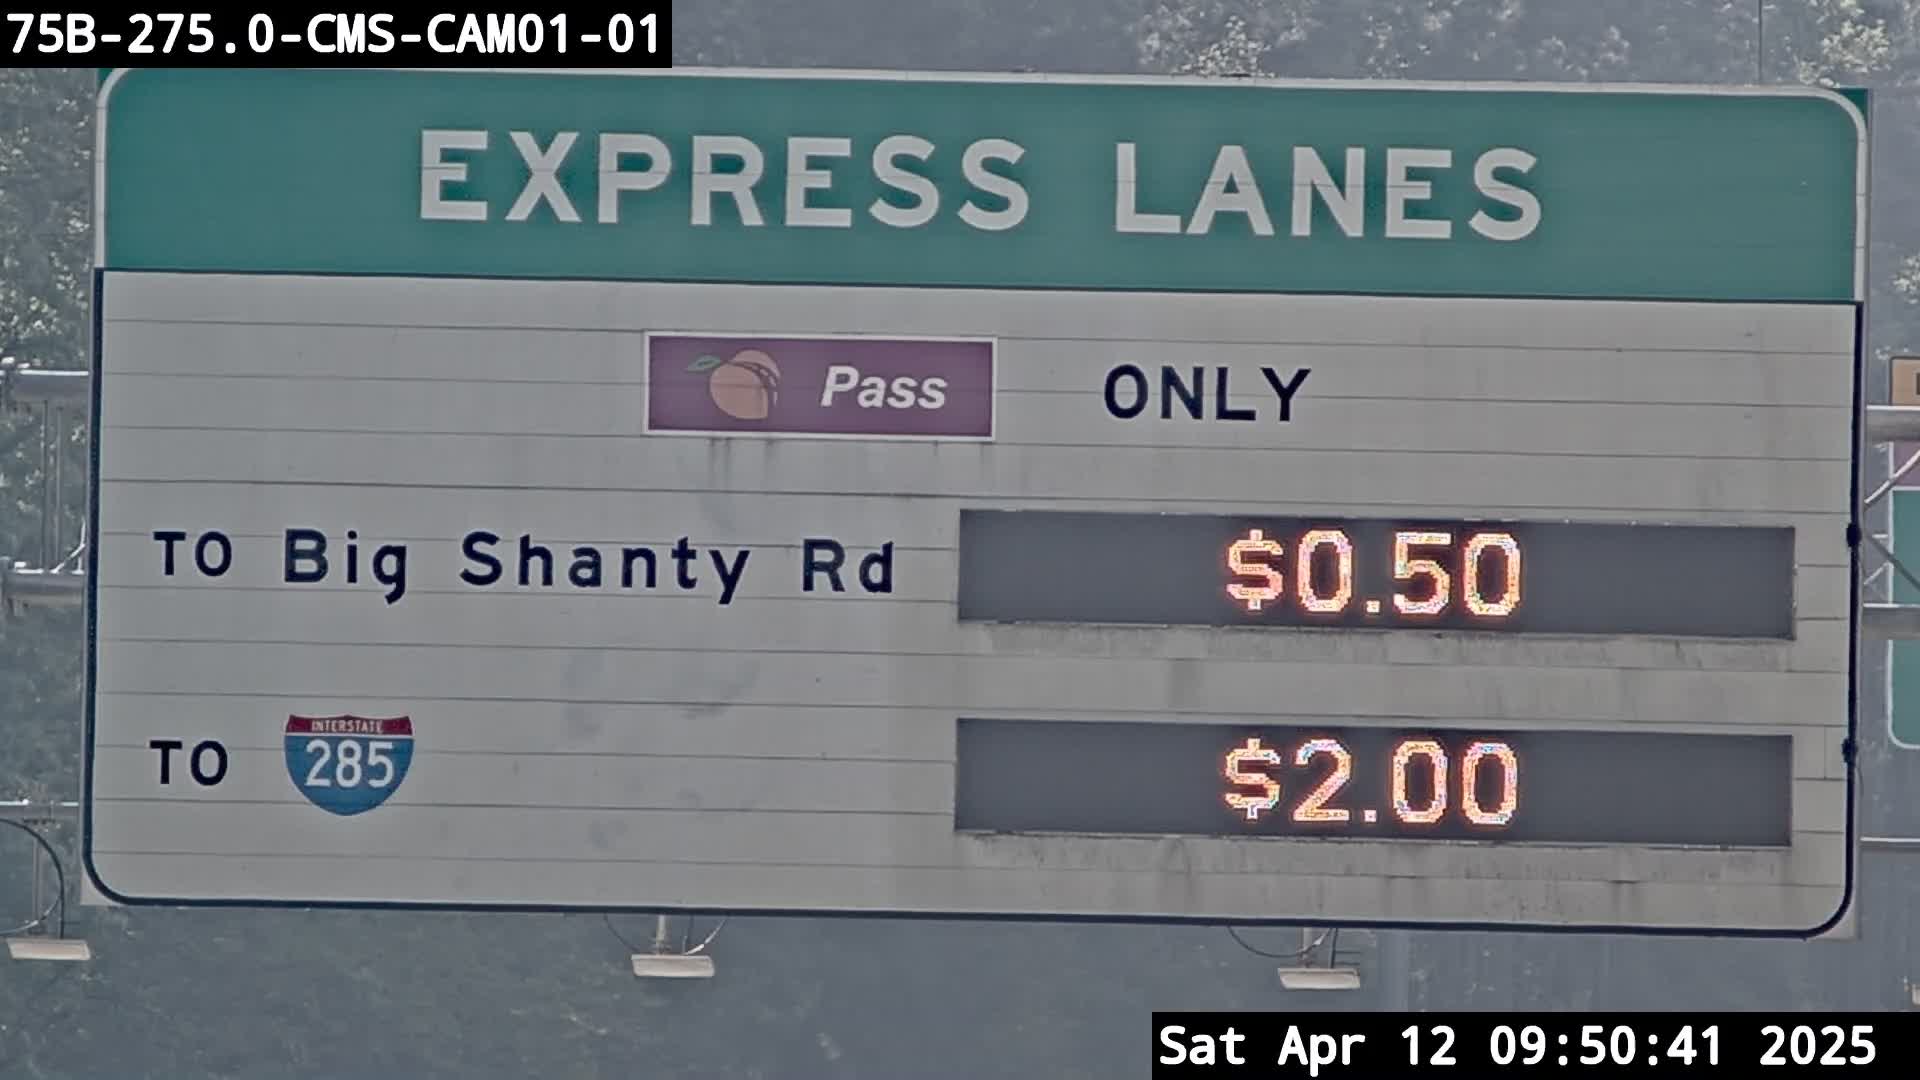 75B-275.0-CMS-CAM01-01
EXPRESS LANES
Pass ONLY
TO Big Shanty Rd $0.50
INTERSTATE
TO 285 $2.00
Sat Apr 12 09:50:41 2025